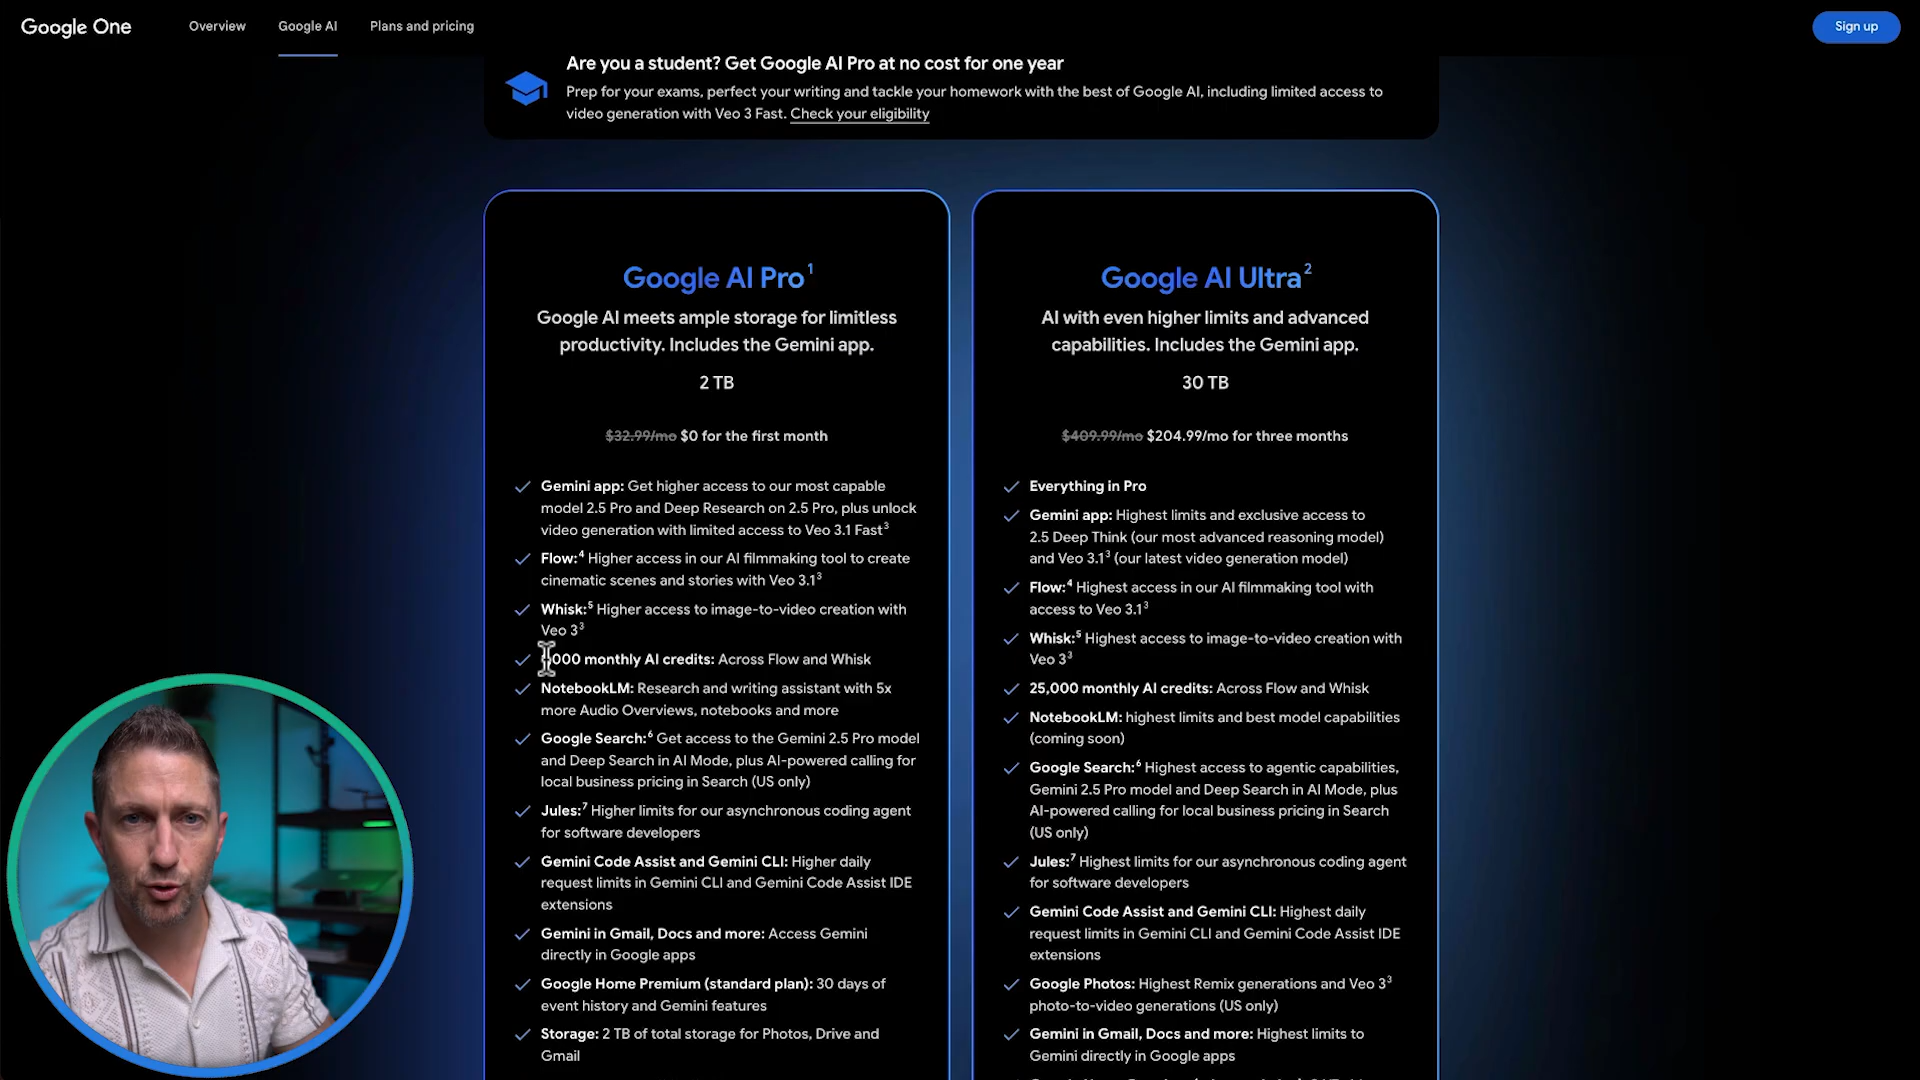 Google One
Overview
Google AI
Plans and pricing
Sign up
Are you a student? Get Google AI Pro at no cost for one year
Prep for your exams, perfect your writing and tackle your homework with the best of Google AI, including limited access to
video generation with Veo 3 Fast. Check your eligibility
Google AI Pro¹
Google AI meets ample storage for limitless
productivity. Includes the Gemini app.
2 TB
$32.99/mo $0 for the first month
Gemini app: Get higher access to our most capable
model 2.5 Pro and Deep Research on 2.5 Pro, plus unlock
video generation with limited access to Veo 3.1 Fast³
Flow:⁴ Higher access in our AI filmmaking tool to create
cinematic scenes and stories with Veo 3.1³
Whisk:⁵ Higher access to image-to-video creation with
Veo 3³
monthly AI credits: Across Flow and Whisk
NotebookLM: Research and writing assistant with 5x
more Audio Overviews, notebooks and more
Google Search:⁶ Get access to the Gemini 2.5 Pro model
and Deep Search in AI Mode, plus AI-powered calling for
local business pricing in Search (US only)
Jules:⁷ Higher limits for our asynchronous coding agent
for software developers
Gemini Code Assist and Gemini CLI: Higher daily
request limits in Gemini CLI and Gemini Code Assist IDE
extensions
Gemini in Gmail, Docs and more: Access Gemini
directly in Google apps
Google Home Premium (standard plan): 30 days of
event history and Gemini features
Storage: 2 TB of total storage for Photos, Drive and
Gmail
Google AI Ultra²
AI with even higher limits and advanced
capabilities. Includes the Gemini app.
30 TB
$409.99/mo $204.99/mo for three months
Everything in Pro
Gemini app: Highest limits and exclusive access to
2.5 Deep Think (our most advanced reasoning model)
and Veo 3.1³ (our latest video generation model)
Flow:⁴ Highest access in our AI filmmaking tool with
access to Veo 3.1³
Whisk:⁵ Highest access to image-to-video creation with
Veo 3³
25,000 monthly AI credits: Across Flow and Whisk
NotebookLM: highest limits and best model capabilities
(coming soon)
Google Search:⁶ Highest access to agentic capabilities,
Gemini 2.5 Pro model and Deep Search in AI Mode, plus
AI-powered calling for local business pricing in Search
(US only)
Jules:⁷ Highest limits for our asynchronous coding agent
for software developers
Gemini Code Assist and Gemini CLI: Highest daily
request limits in Gemini CLI and Gemini Code Assist IDE
extensions
Google Photos: Highest Remix generations and Veo 3³
photo-to-video generations (US only)
Gemini in Gmail, Docs and more: Highest limits to
Gemini directly in Google apps